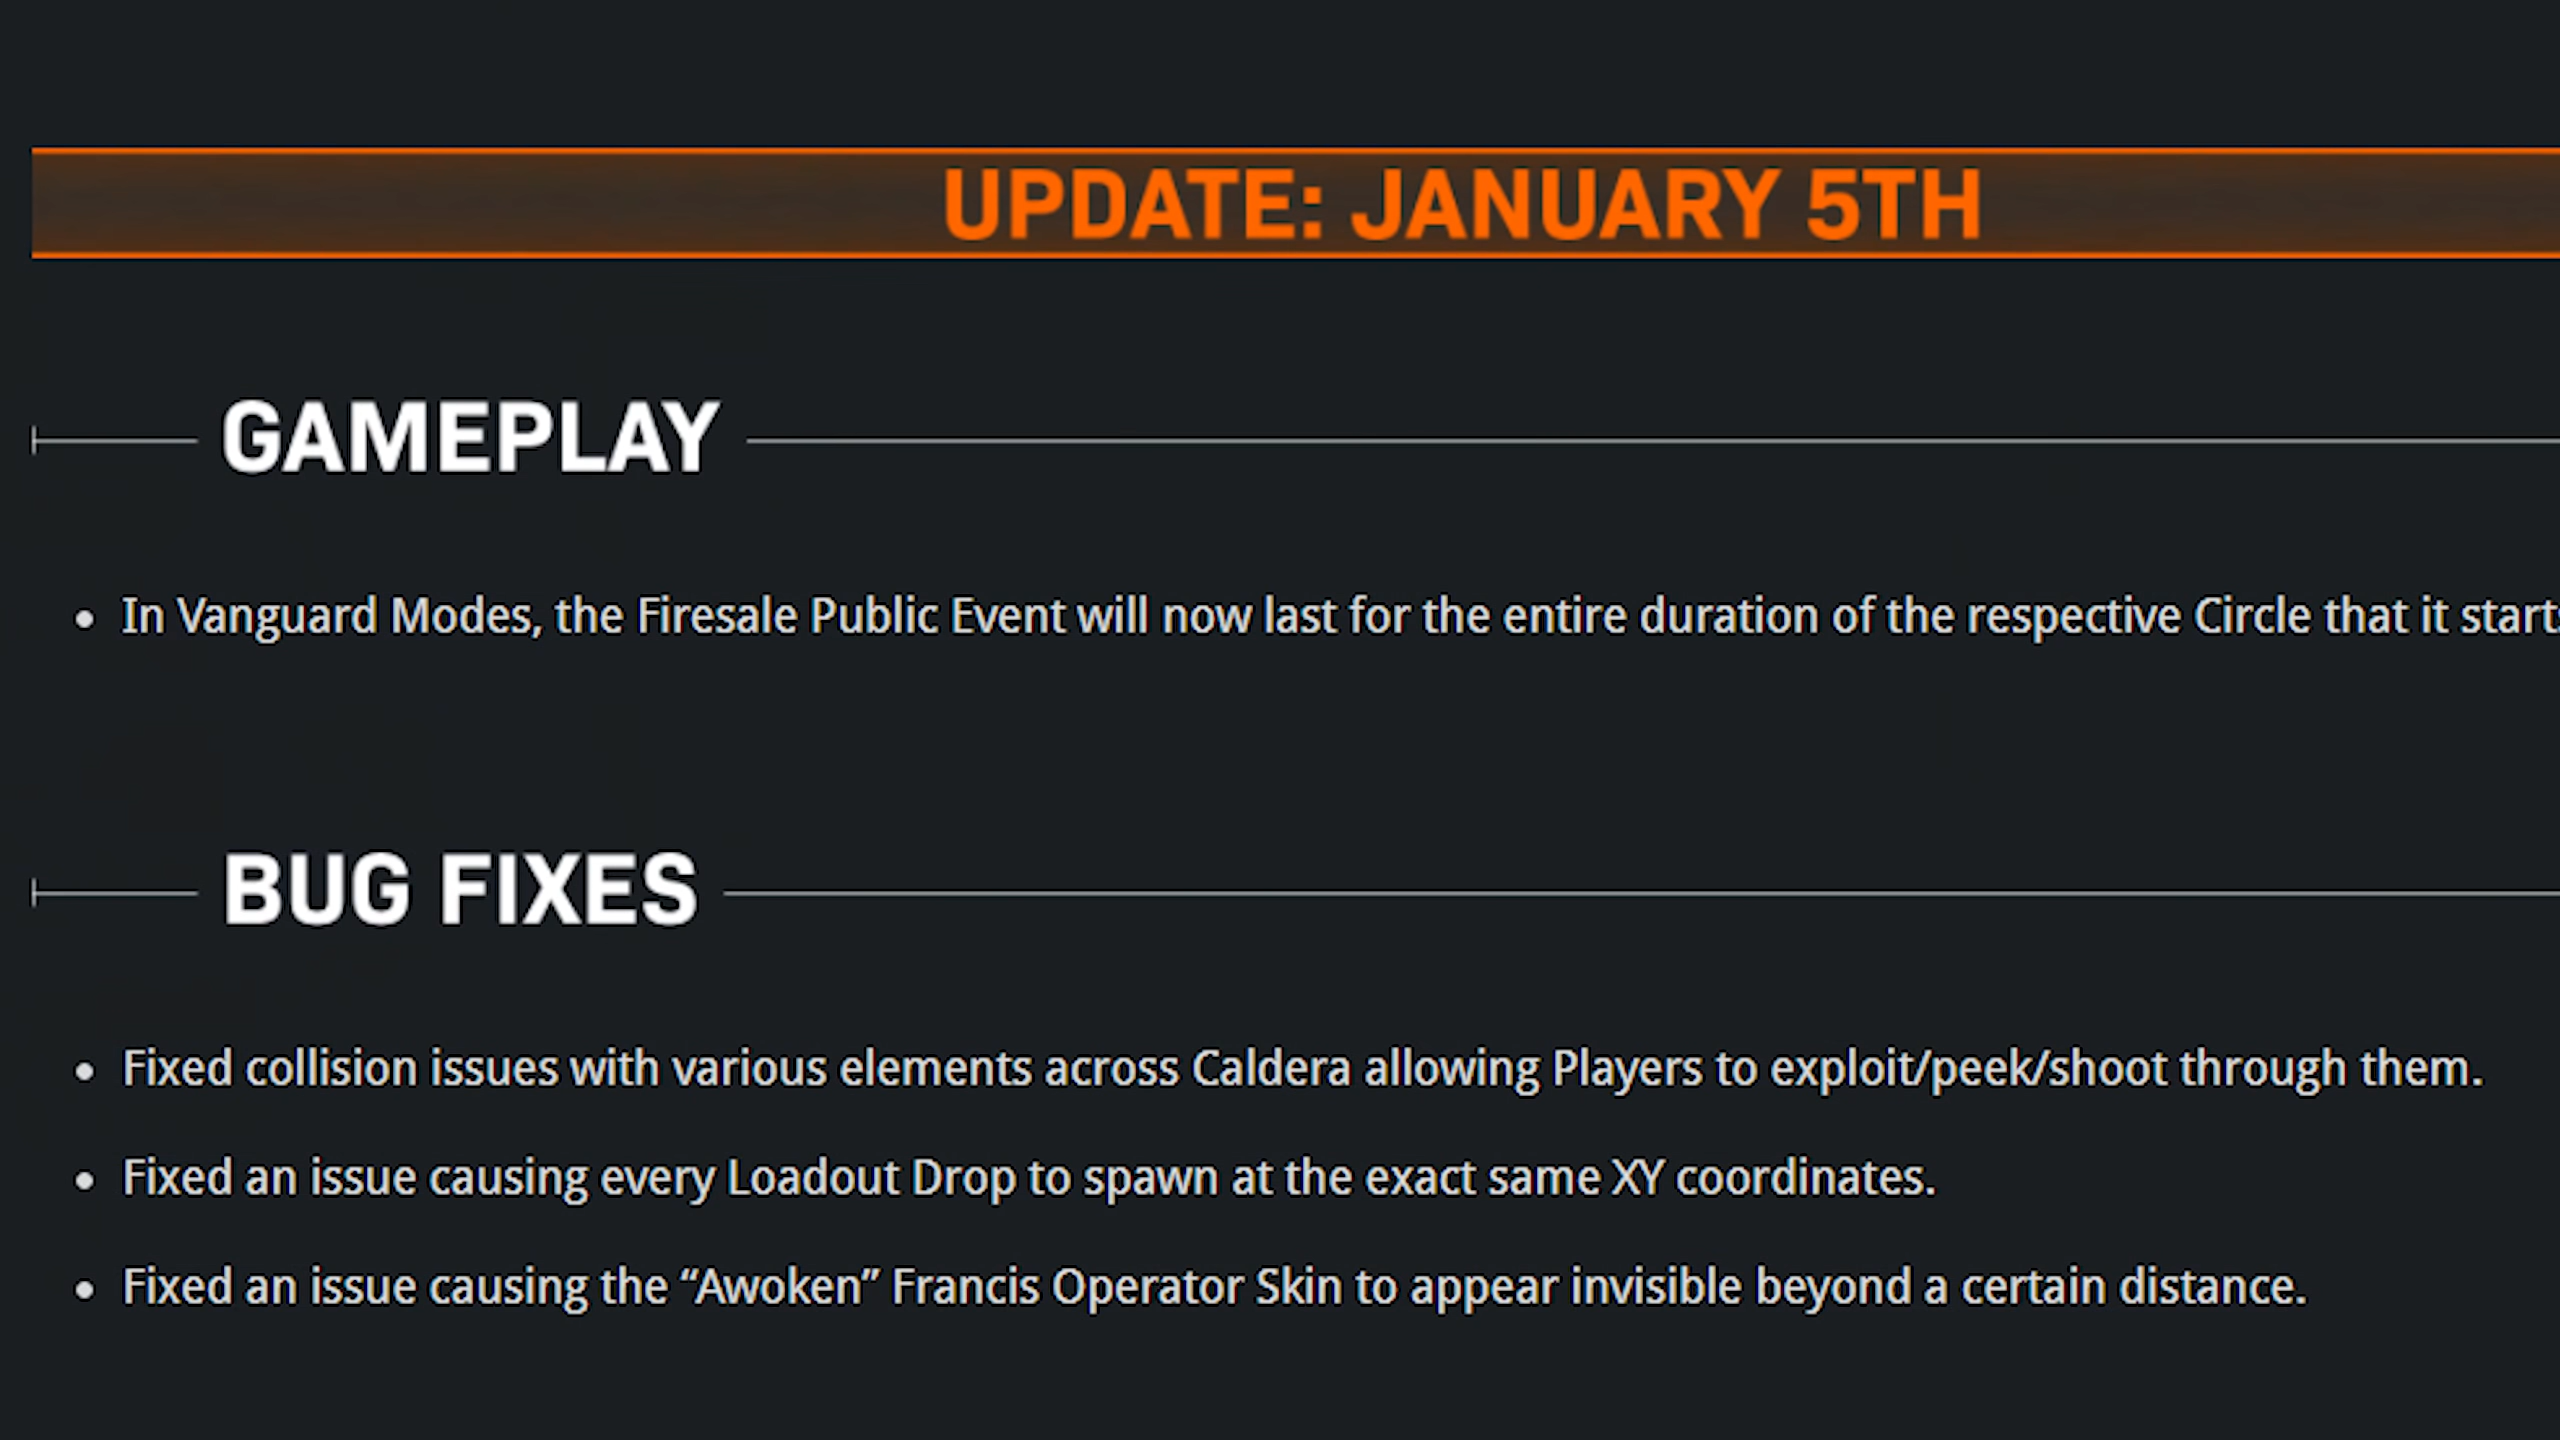 UPDATE: JANUARY 5TH
GAMEPLAY
• In Vanguard Modes, the Firesale Public Event will now last for the entire duration of the respective Circle that it starts
BUG FIXES
• Fixed collision issues with various elements across Caldera allowing Players to exploit/peek/shoot through them.
• Fixed an issue causing every Loadout Drop to spawn at the exact same XY coordinates.
• Fixed an issue causing the “Awoken” Francis Operator Skin to appear invisible beyond a certain distance.